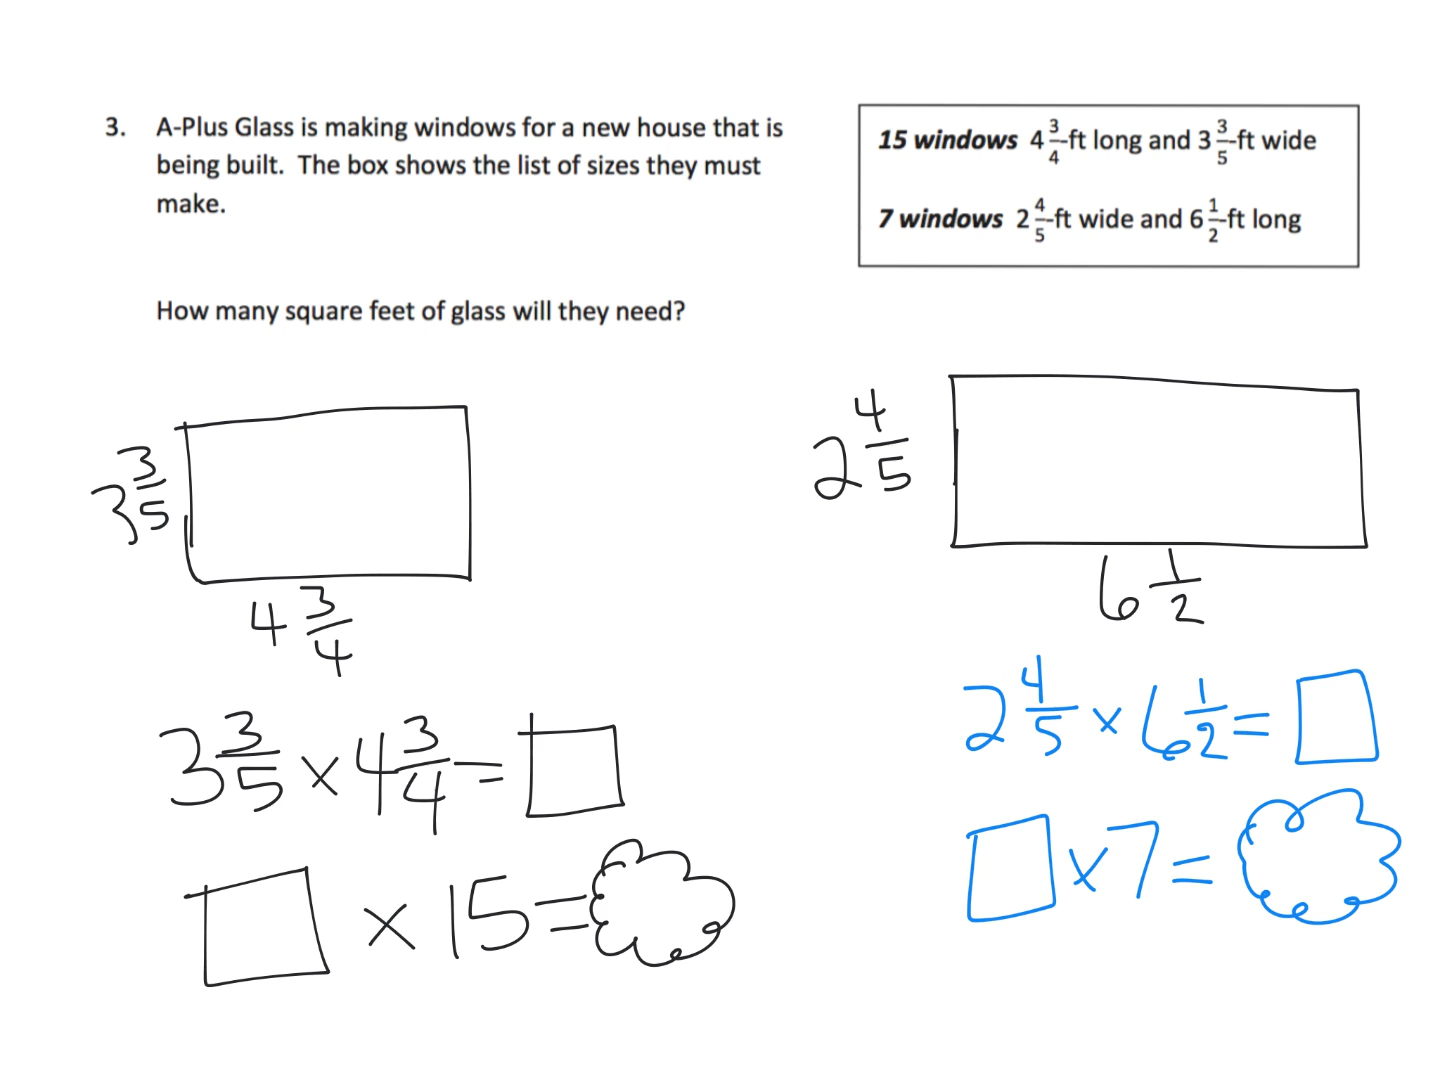 3. A-Plus Glass is making windows for a new house that is
being built. The box shows the list of sizes they must
make.
How many square feet of glass will they need?
15 windows 4 3/4-ft long and 3 3/5-ft wide
7 windows 2 4/5-ft wide and 6 1/2-ft long
3 3/5
4 3/4
3 3/5 × 4 3/4 = □
□ × 15 =
2 4/5
6 1/2
2 4/5 × 6 1/2 = □
□ × 7 =